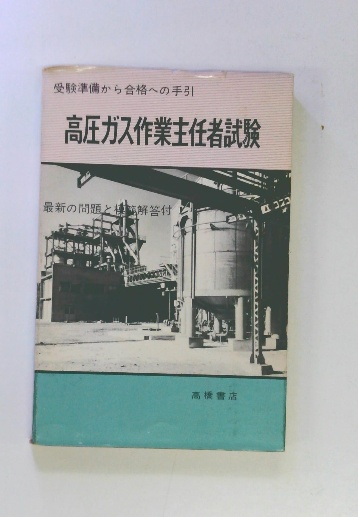 受験準備から合格への手引
高圧ガス作業主任者試験
最新の問題と模範解答付
高橋書店